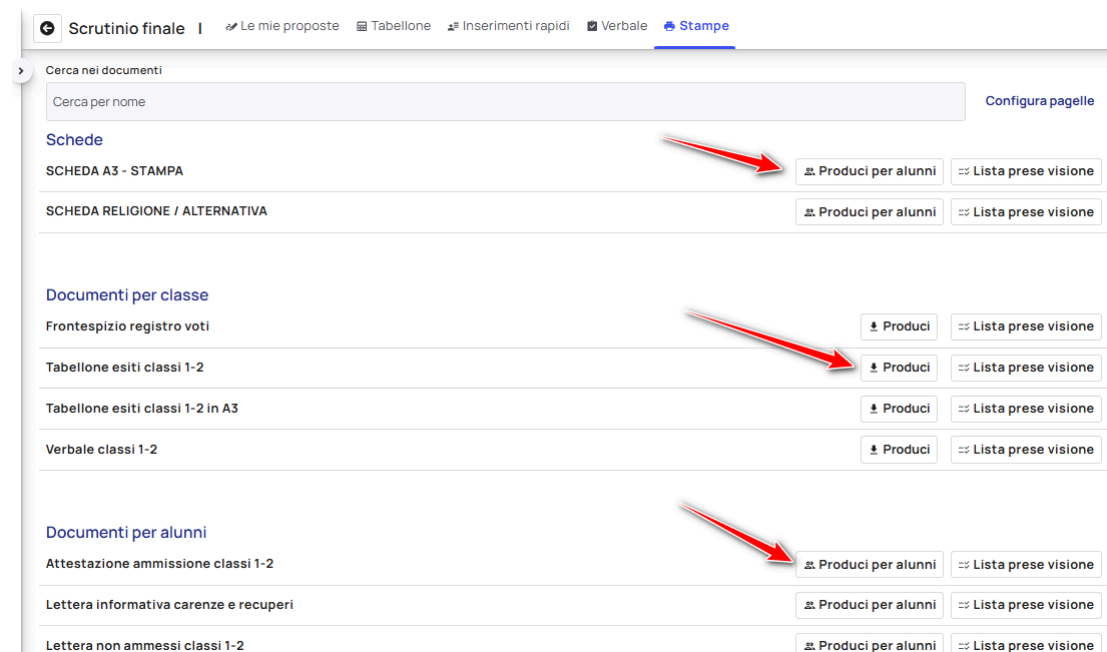 Scrutinio finale | Le mie proposte Tabellone Inserimenti rapidi Verbale Stampe
Cerca nei documenti
Cerca per nome Configura pagelle
Schede
SCHEDA A3 - STAMPA Produci per alunni Lista prese visione
SCHEDA RELIGIONE / ALTERNATIVA Produci per alunni Lista prese visione
Documenti per classe
Frontespizio registro voti Produci Lista prese visione
Tabellone esiti classi 1-2 Produci Lista prese visione
Tabellone esiti classi 1-2 in A3 Produci Lista prese visione
Verbale classi 1-2 Produci Lista prese visione
Documenti per alunni
Attestazione ammissione classi 1-2 Produci per alunni Lista prese visione
Lettera informativa carenze e recuperi Produci per alunni Lista prese visione
Lettera non ammessi classi 1-2 Produci per alunni Lista prese visione